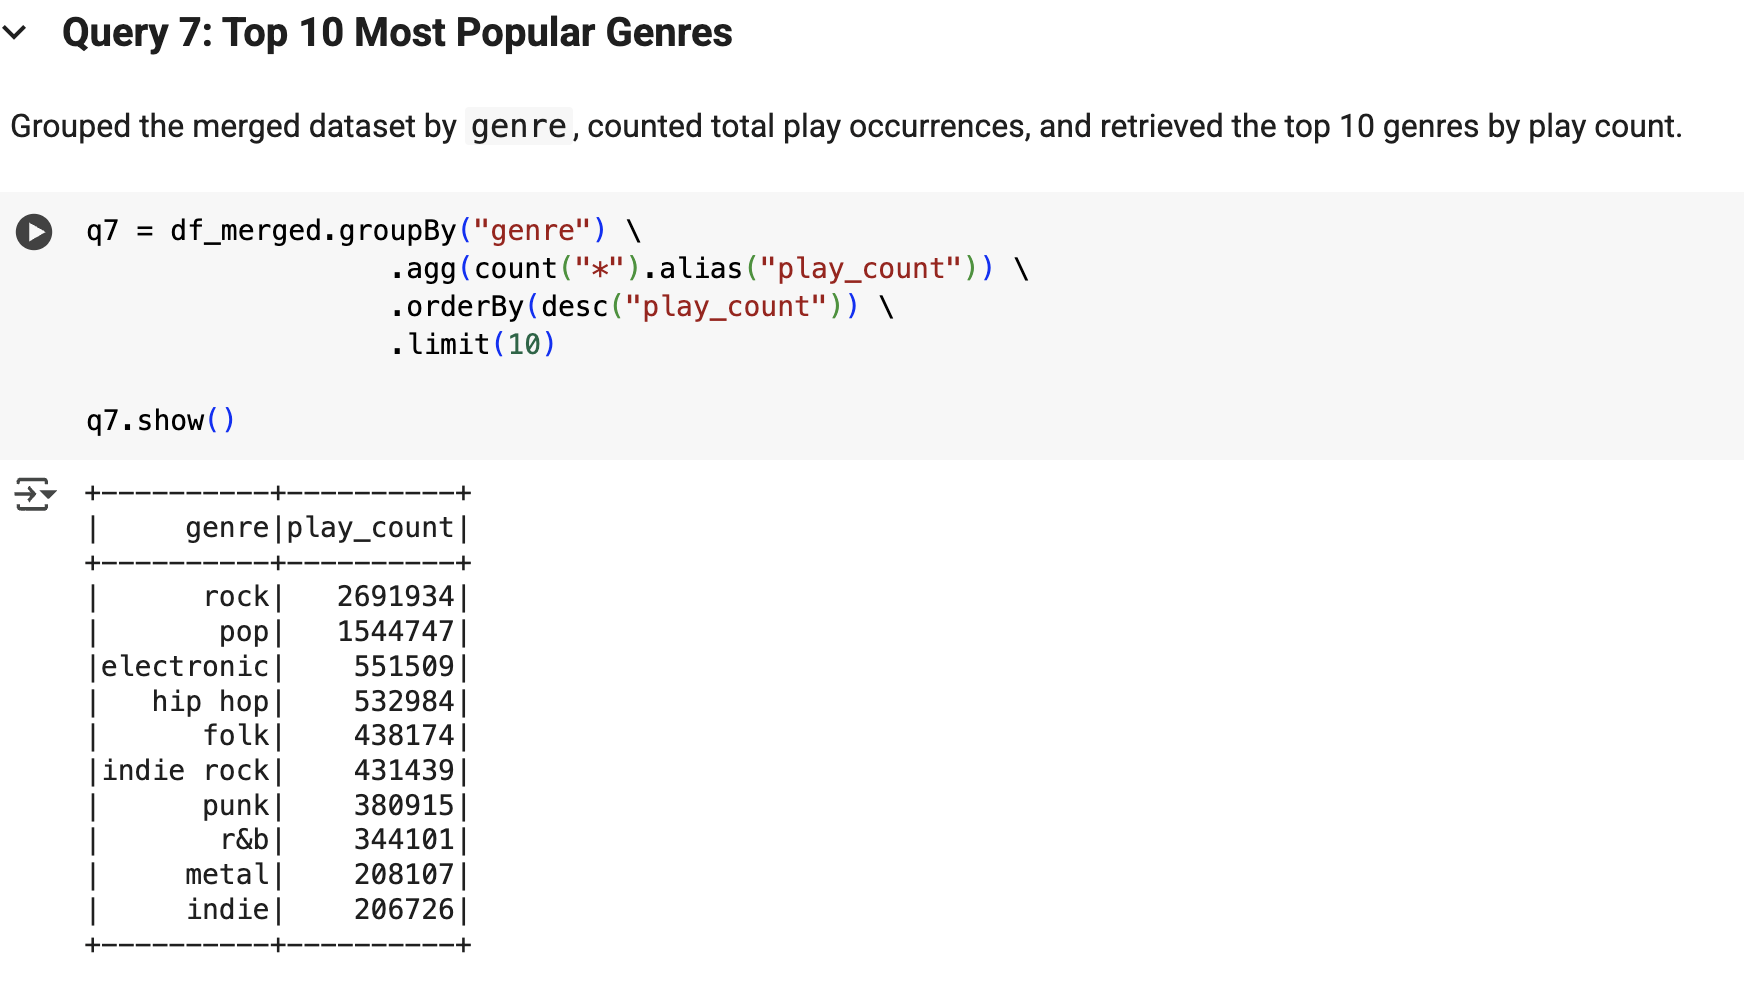 Query 7: Top 10 Most Popular Genres
Grouped the merged dataset by genre, counted total play occurrences, and retrieved the top 10 genres by play count.
q7 = df_merged.groupBy("genre") \
                  .agg(count("*").alias("play_count")) \
                  .orderBy(desc("play_count")) \
                  .limit(10)

q7.show()
+----------+----------+
|     genre|play_count|
+----------+----------+
|      rock|   2691934|
|       pop|   1544747|
|electronic|    551509|
|   hip hop|    532984|
|      folk|    438174|
|indie rock|    431439|
|      punk|    380915|
|       r&b|    344101|
|     metal|    208107|
|     indie|    206726|
+----------+----------+